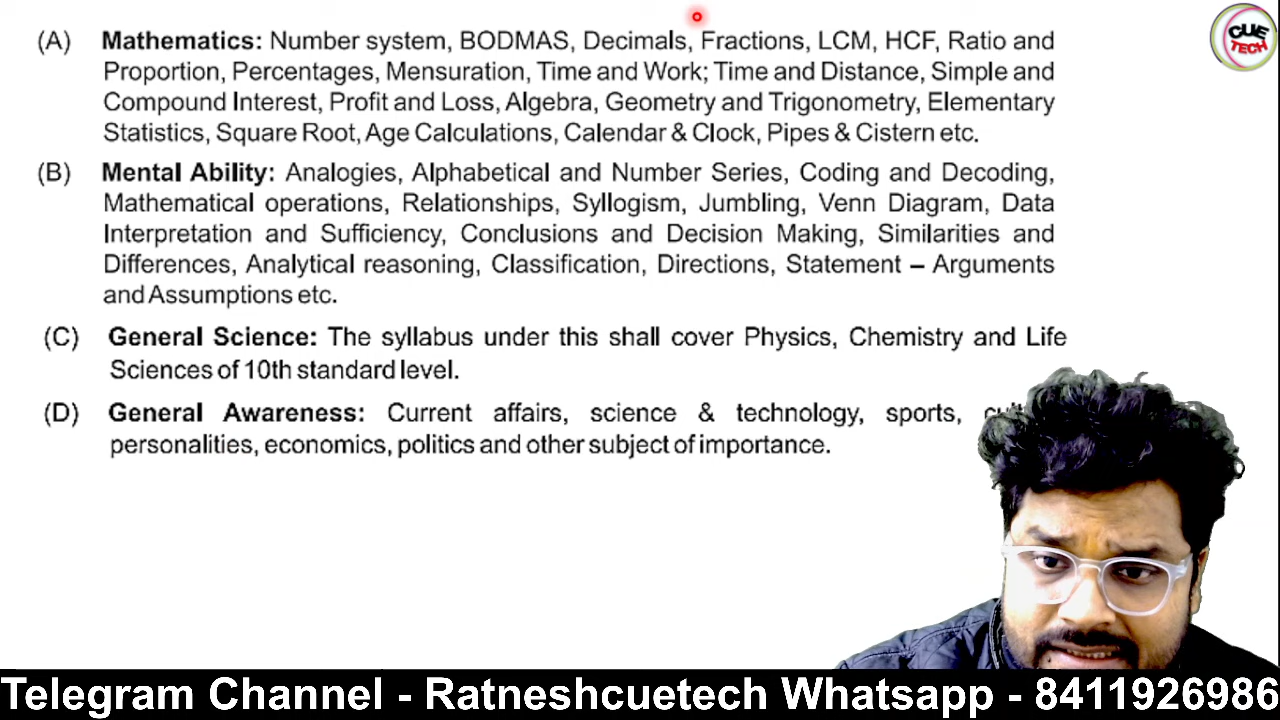 CUE
TECH
(A) Mathematics: Number system, BODMAS, Decimals, Fractions, LCM, HCF, Ratio and
Proportion, Percentages, Mensuration, Time and Work; Time and Distance, Simple and
Compound Interest, Profit and Loss, Algebra, Geometry and Trigonometry, Elementary
Statistics, Square Root, Age Calculations, Calendar & Clock, Pipes & Cistern etc.
(B) Mental Ability: Analogies, Alphabetical and Number Series, Coding and Decoding,
Mathematical operations, Relationships, Syllogism, Jumbling, Venn Diagram, Data
Interpretation and Sufficiency, Conclusions and Decision Making, Similarities and
Differences, Analytical reasoning, Classification, Directions, Statement – Arguments
and Assumptions etc.
(C) General Science: The syllabus under this shall cover Physics, Chemistry and Life
Sciences of 10th standard level.
(D) General Awareness: Current affairs, science & technology, sports,
personalities, economics, politics and other subject of importance.
Telegram Channel - Ratneshcuetech Whatsapp - 8411926986